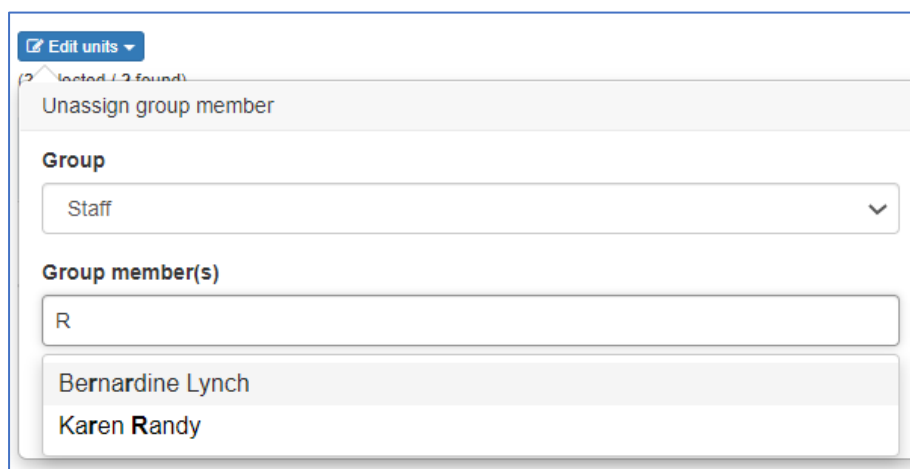 Edit units
Unassign group member
Group
Staff
Group member(s)
R
Bernardine Lynch
Karen Randy